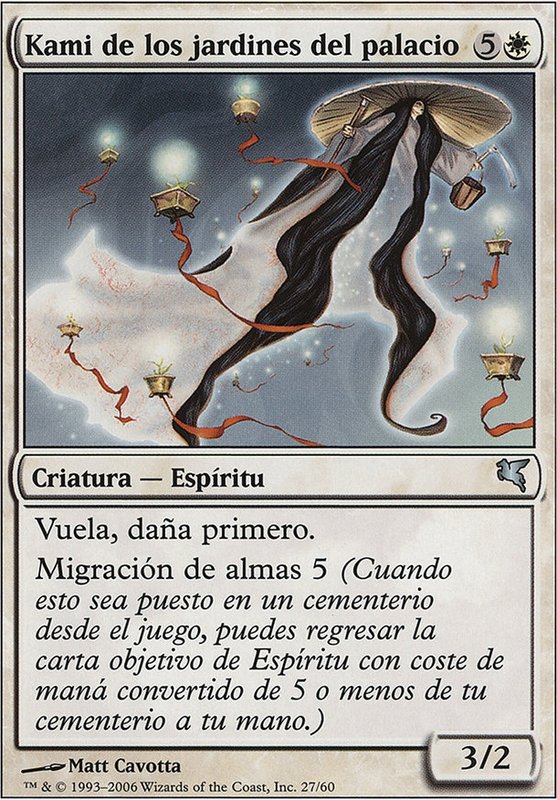 Kami de los jardines del palacio 5
Criatura — Espíritu
Vuela, daña primero.
Migración de almas 5 (Cuando
esto sea puesto en un cementerio
desde el juego, puedes regresar la
carta objetivo de Espíritu con coste de
maná convertido de 5 o menos de tu
cementerio a tu mano.)
3/2
Matt Cavotta
™ & © 1993–2006 Wizards of the Coast, Inc. 27/60